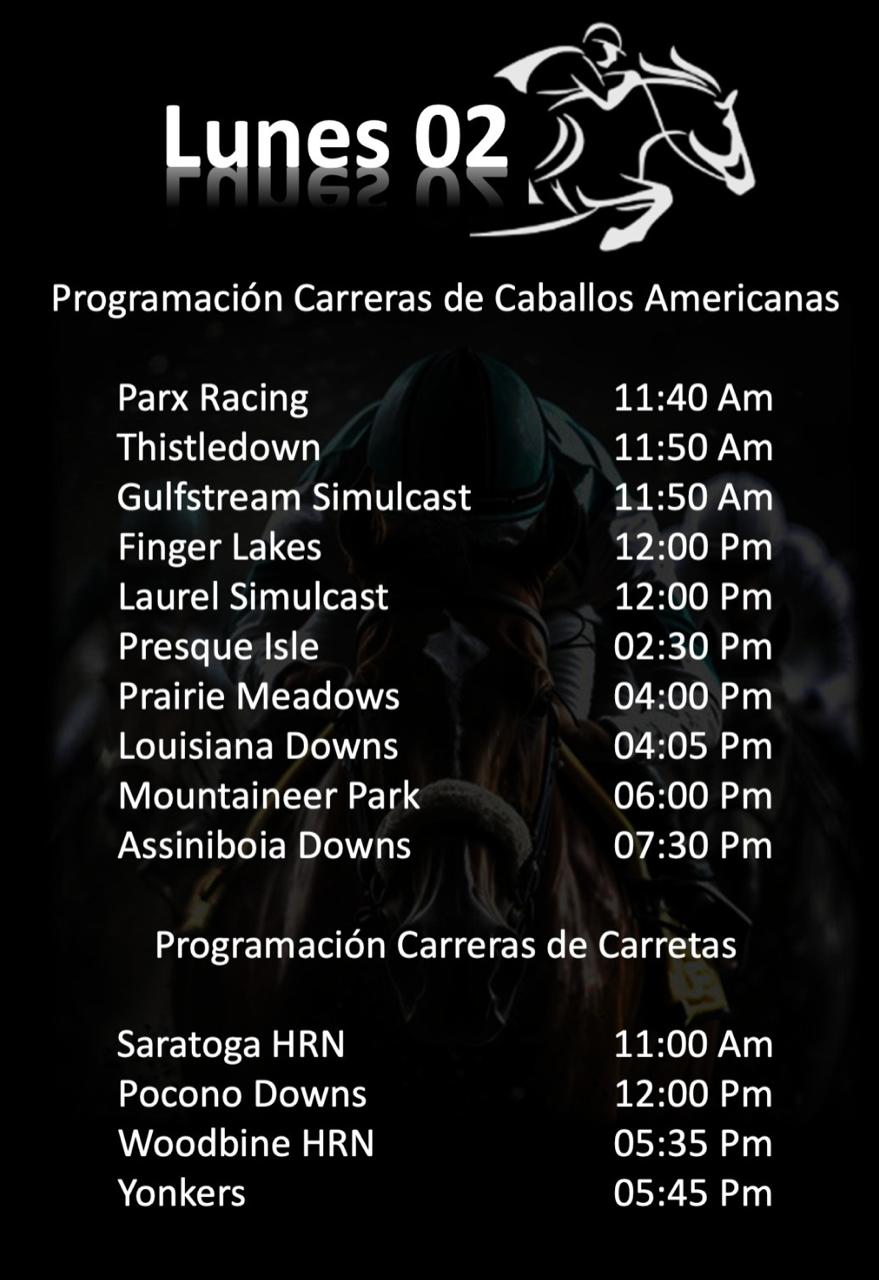 Lunes 02
Programación Carreras de Caballos Americanas
Parx Racing 11:40 Am
Thistledown 11:50 Am
Gulfstream Simulcast 11:50 Am
Finger Lakes 12:00 Pm
Laurel Simulcast 12:00 Pm
Presque Isle 02:30 Pm
Prairie Meadows 04:00 Pm
Louisiana Downs 04:05 Pm
Mountaineer Park 06:00 Pm
Assiniboia Downs 07:30 Pm
Programación Carreras de Carretas
Saratoga HRN 11:00 Am
Pocono Downs 12:00 Pm
Woodbine HRN 05:35 Pm
Yonkers 05:45 Pm